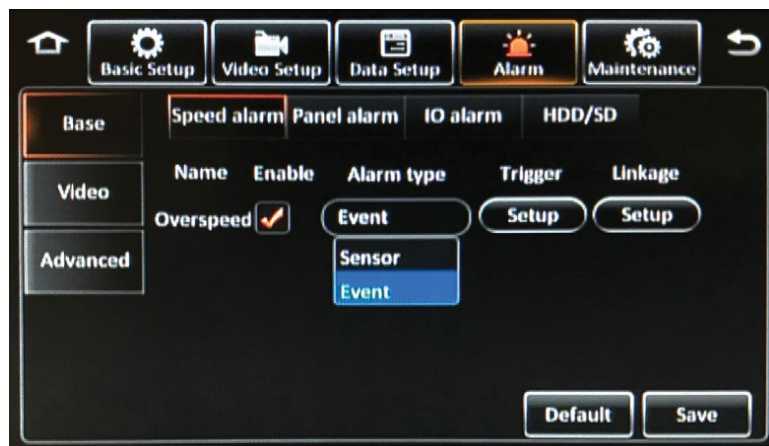 Basic Setup Video Setup Data Setup Alarm Maintenance
Base Speed alarm Panel alarm IO alarm HDD/SD
Name Enable Alarm type Trigger Linkage
Video
Overspeed Event Setup Setup
Advanced Sensor
Event
Default Save